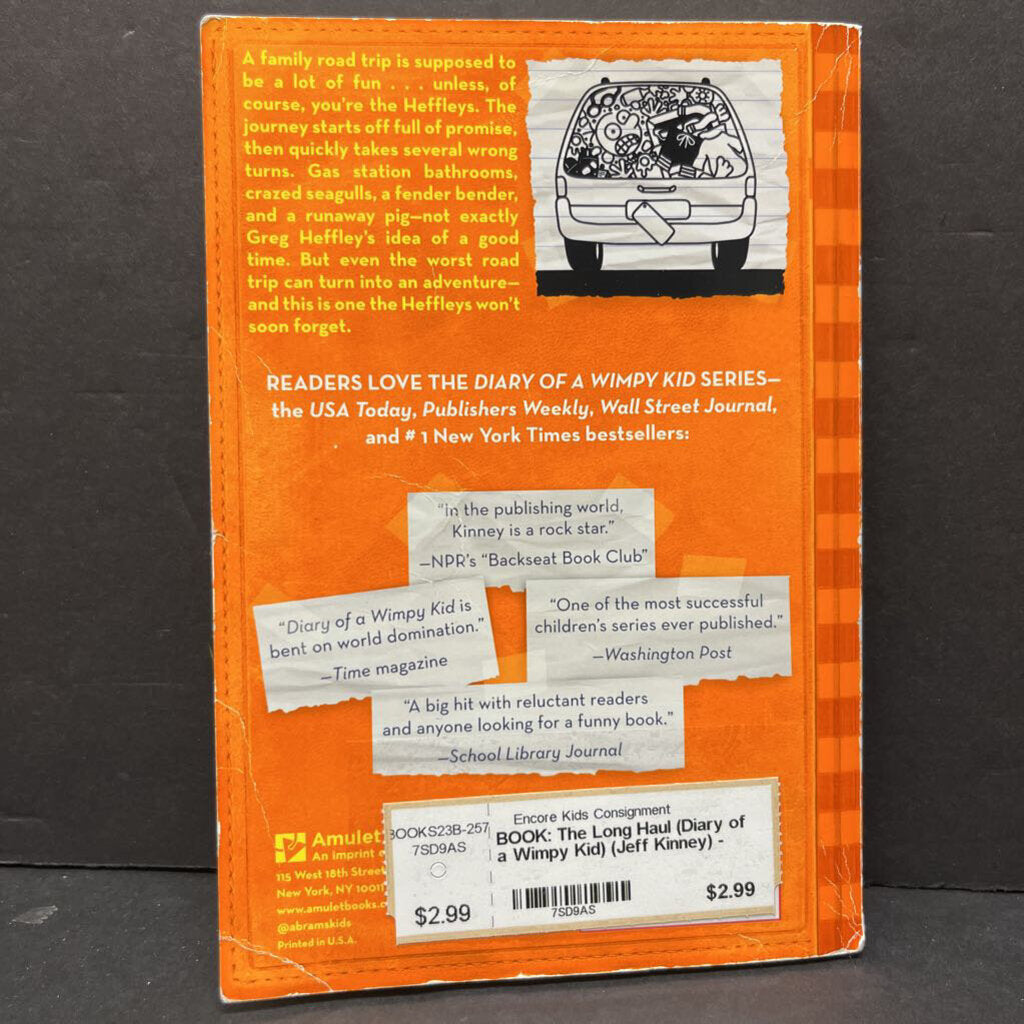 A family road trip is supposed to
be a lot of fun . . . unless, of
course, you're the Heffleys. The
journey starts off full of promise,
then quickly takes several wrong
turns. Gas station bathrooms,
crazed seagulls, a fender bender,
and a runaway pig—not exactly
Greg Heffley's idea of a good
time. But even the worst road
trip can turn into an adventure—
and this is one the Heffleys won't
soon forget.
READERS LOVE THE DIARY OF A WIMPY KID SERIES—
the USA Today, Publishers Weekly, Wall Street Journal,
and # 1 New York Times bestsellers:
"in the publishing world,
Kinney is a rock star."
—NPR's "Backseat Book Club"
"Diary of a Wimpy Kid is
bent on world domination."
—Time magazine
"One of the most successful
children's series ever published."
—Washington Post
"A big hit with reluctant readers
and anyone looking for a funny book."
—School Library Journal
Amulet
An imprint
115 West 18th Street
New York, NY 10011
www.amuletbooks.c
@abramskids
Printed in U.S.A.
BOOKS23B-257
7SD9AS
$2.99
Encore Kids Consignment
BOOK: The Long Haul (Diary of
a Wimpy Kid) (Jeff Kinney) -
7SD9AS
$2.99